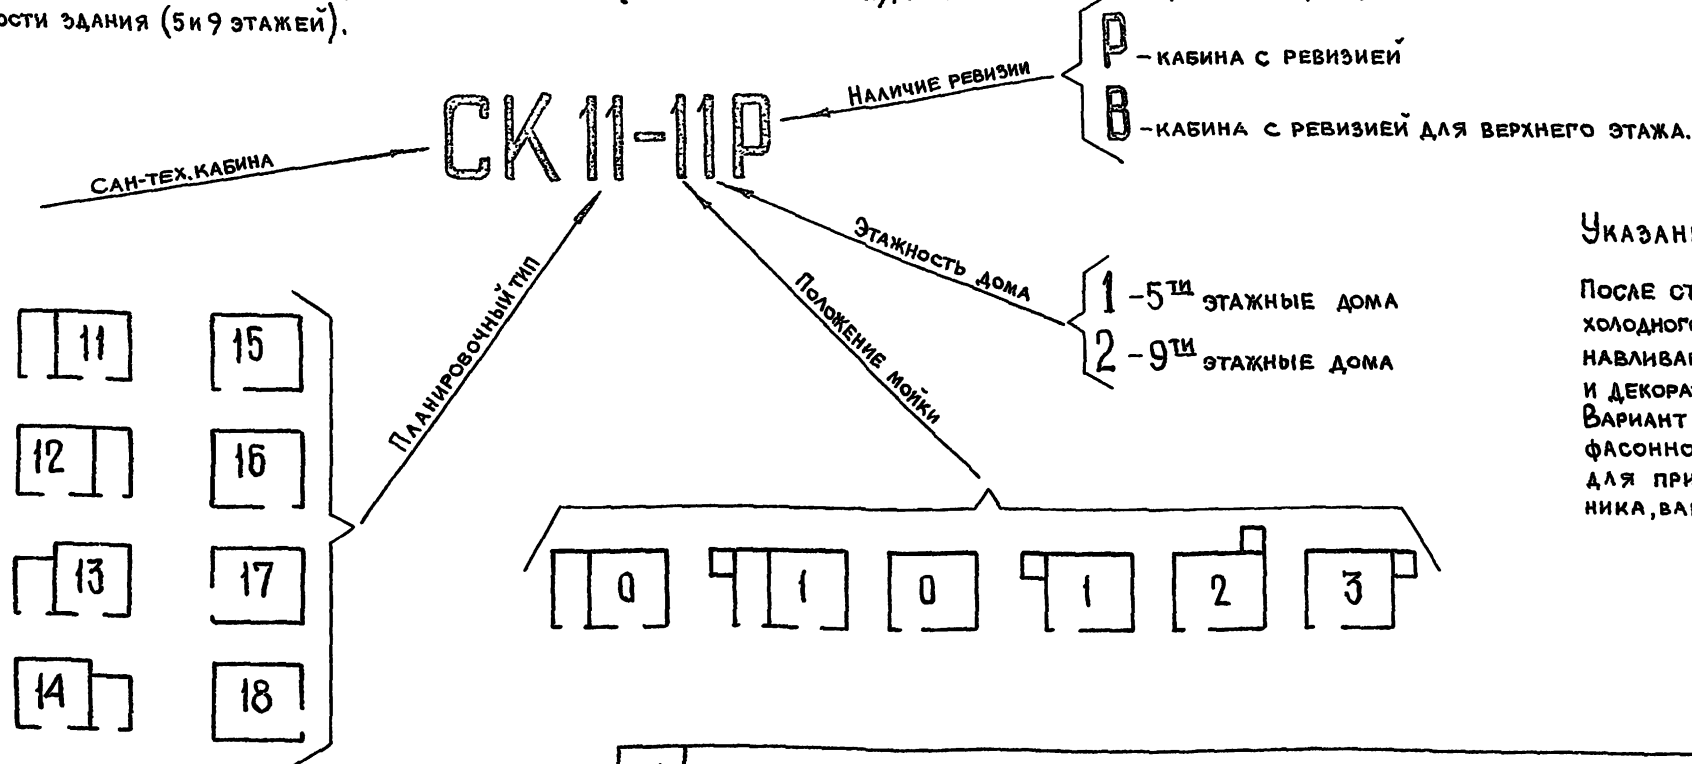 ОСТИ ЗДАНИЯ (5 И 9 ЭТАЖЕЙ).
Р - КАБИНА С РЕВИЗИЕЙ
НАЛИЧИЕ РЕВИЗИИ
СК 11-11Р
В - КАБИНА С РЕВИЗИЕЙ ДЛЯ ВЕРХНЕГО ЭТАЖА.
САН-ТЕХ. КАБИНА
ЭТАЖНОСТЬ ДОМА
1 - 5ТИ ЭТАЖНЫЕ ДОМА
2 - 9ТИ ЭТАЖНЫЕ ДОМА
ПЛАНИРОВОЧНЫЙ ТИП
ПОЛОЖЕНИЕ МОЙКИ
11 15
12 16
13 17
14 18
0 1 0 1 2 3
УКАЗАН
ПОСЛЕ СТ
ХОЛОДНОГО
НАВЛИВАЮ
И ДЕКОРА
ВАРИАНТ
ФАСОННО
ДЛЯ ПРИ
НИКА, ВА